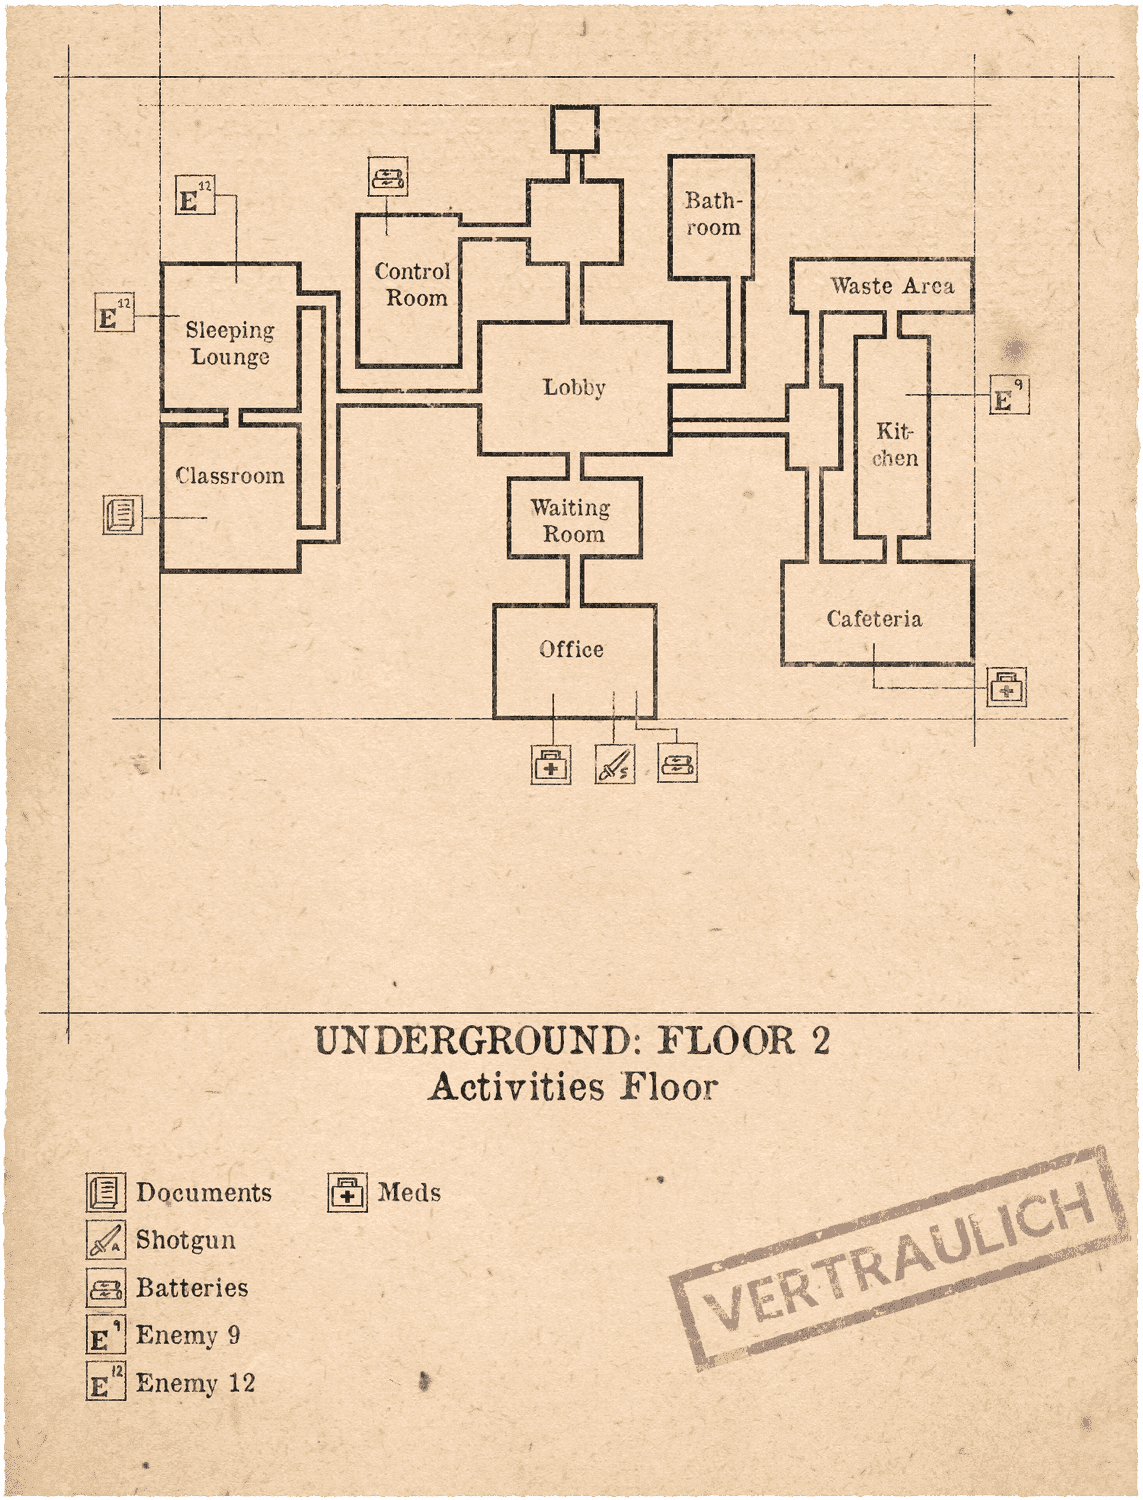 Bath-
room
E 12
Control
Room
Waste Area
E 12
Sleeping
Lounge
Lobby
E 9
Kit-
chen
Classroom
Waiting
Room
Cafeteria
Office
S
UNDERGROUND: FLOOR 2
Activities Floor
Documents
Meds
A
Shotgun
Batteries
E 9
Enemy 9
E 12
Enemy 12
VERTRAULICH